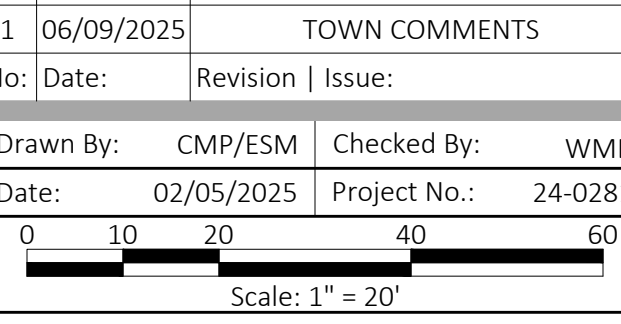 1 06/09/2025 TOWN COMMENTS
Date: Revision | Issue:
Drawn By: CMP/ESM Checked By:
Date: 02/05/2025 Project No.: 24-028
0 10 20 40 60
Scale: 1" = 20'